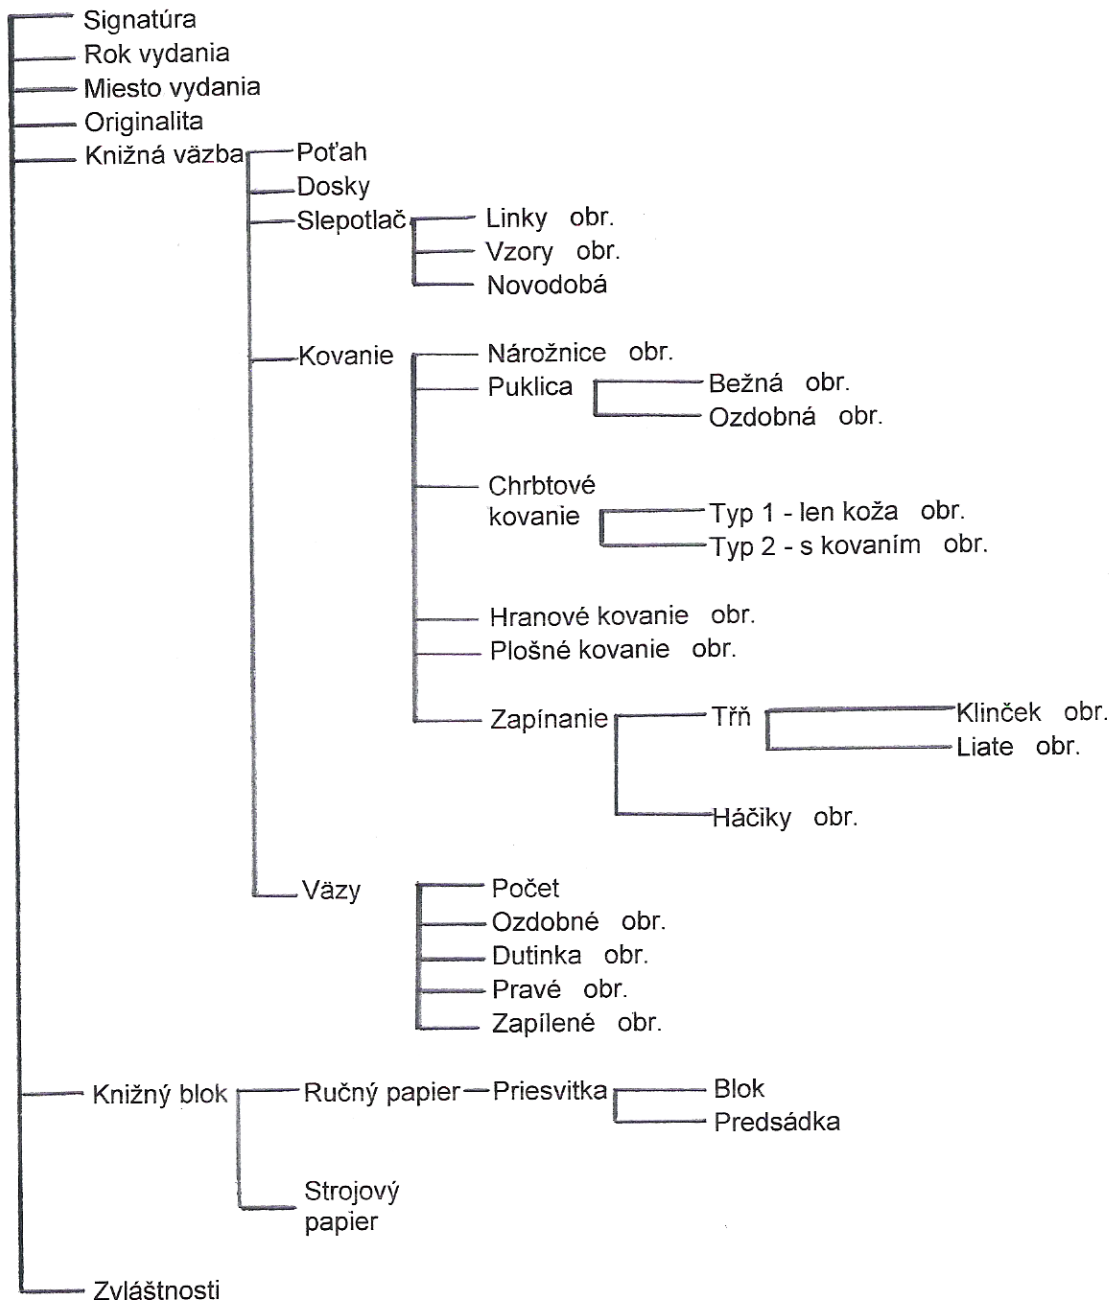 Signatúra
Rok vydania
Miesto vydania
Originalita
Knižná väzba
Poťah
Dosky
Slepotlač
Linky obr.
Vzory obr.
Novodobá
Kovanie
Nárožnice obr.
Puklica
Bežná obr.
Ozdobná obr.
Chrbtové
kovanie
Typ 1 - len koža obr.
Typ 2 - s kovaním obr.
Hranové kovanie obr.
Plošné kovanie obr.
Zapínanie
Tŕň
Klinček obr.
Liate obr.
Háčiky obr.
Väzy
Počet
Ozdobné obr.
Dutinka obr.
Pravé obr.
Zapílené obr.
Knižný blok
Ručný papier
Priesvitka
Blok
Predsádka
Strojový
papier
Zvláštnosti